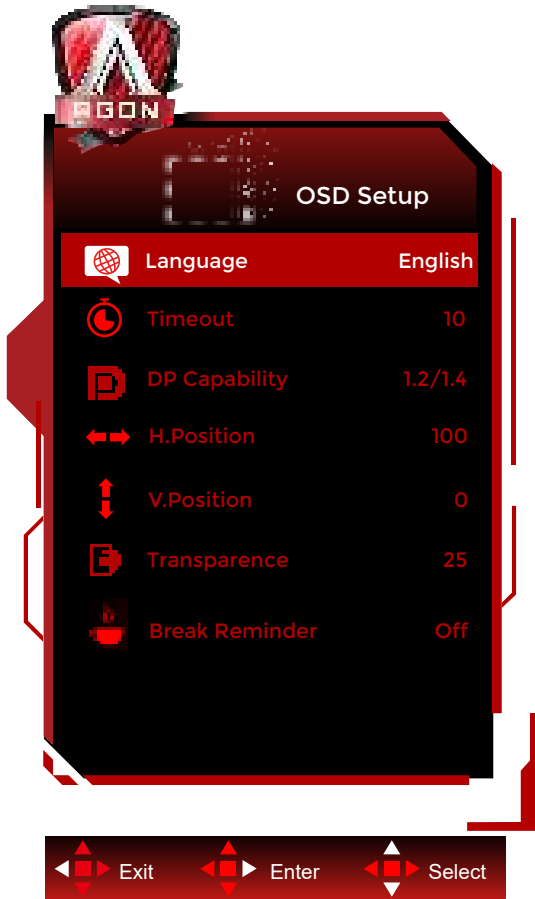 AGON
OSD Setup
Language English
Timeout 10
DP Capability 1.2/1.4
H.Position 100
V.Position 0
Transparence 25
Break Reminder Off
Exit Enter Select